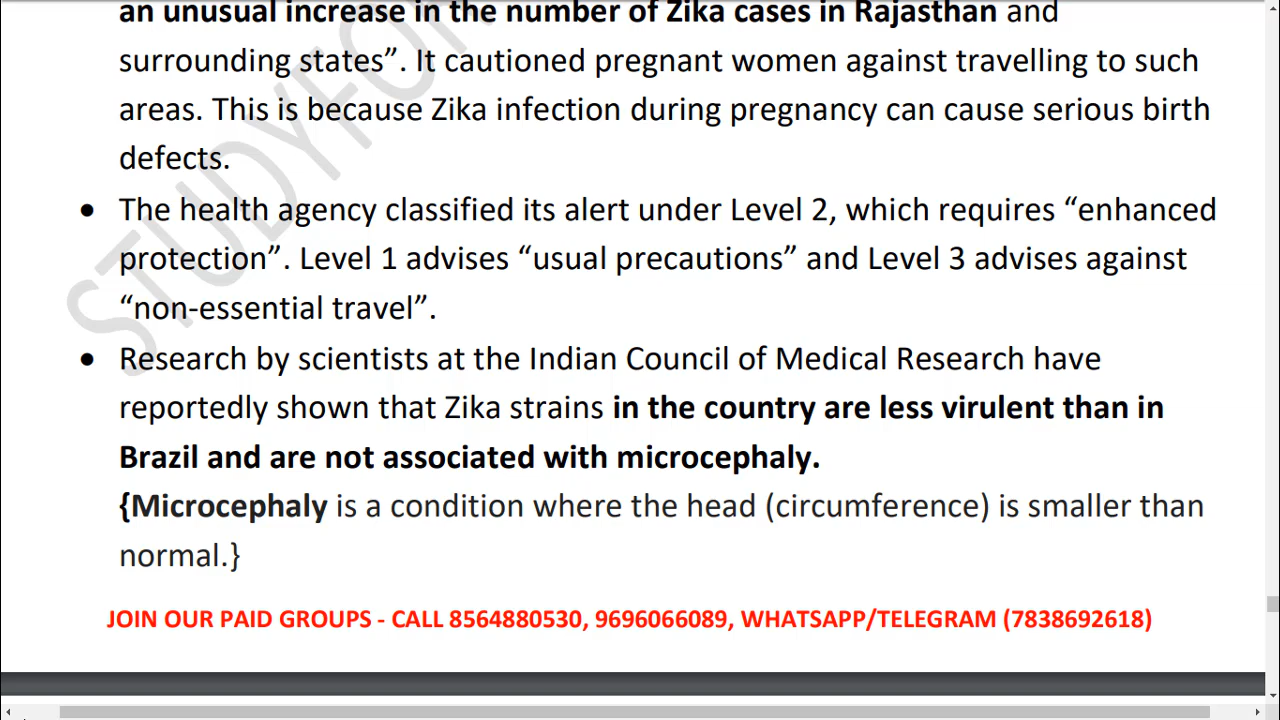 an unusual increase in the number of Zika cases in Rajasthan and
surrounding states”. It cautioned pregnant women against travelling to such
areas. This is because Zika infection during pregnancy can cause serious birth
defects.
• The health agency classified its alert under Level 2, which requires “enhanced
protection”. Level 1 advises “usual precautions” and Level 3 advises against
“non-essential travel”.
• Research by scientists at the Indian Council of Medical Research have
reportedly shown that Zika strains in the country are less virulent than in
Brazil and are not associated with microcephaly.
{Microcephaly is a condition where the head (circumference) is smaller than
normal.}
JOIN OUR PAID GROUPS - CALL 8564880530, 9696066089, WHATSAPP/TELEGRAM (7838692618)
STUDYFOR